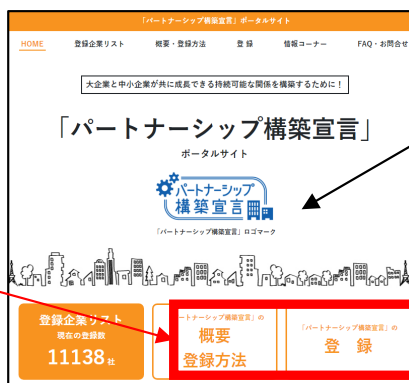 「パートナーシップ構築宣言」ポータルサイト
HOME 登録企業リスト 概要・登録方法 登 録 情報コーナー FAQ・お問合せ
大企業と中小企業が共に成長できる持続可能な関係を構築するために！
「パートナーシップ構築宣言」
ポータルサイト
パートナーシップ
構築宣言
「パートナーシップ構築宣言」ロゴマーク
登録企業リスト
現在の登録数
11138 社
ートナーシップ構築宣言」の
概要
登録方法
「パートナーシップ構築宣言」の
登 録